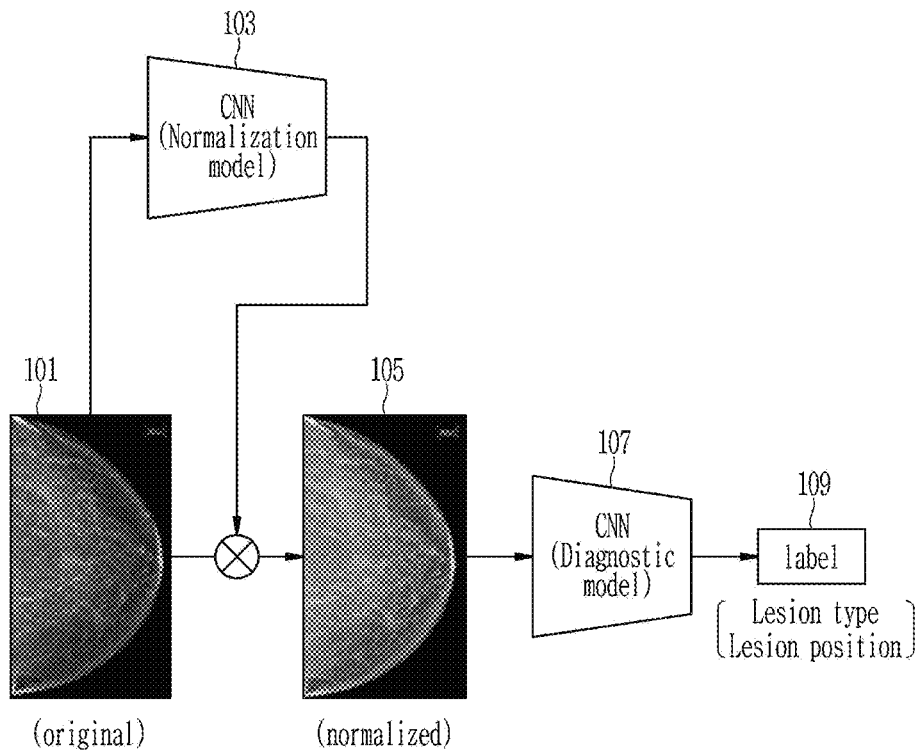 103
CNN
(Normalization
model)
101
105
107
CNN
(Diagnostic
model)
109
label
Lesion type
Lesion position
(original)
(normalized)